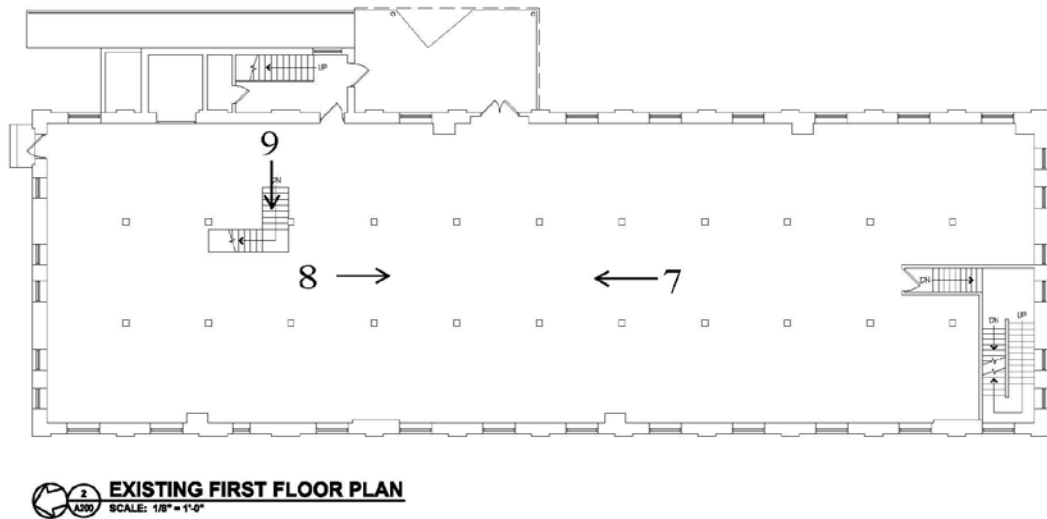 UP
9
DN
8
7
DN
DN
UP
2
A200
EXISTING FIRST FLOOR PLAN
SCALE: 1/8" = 1'-0"